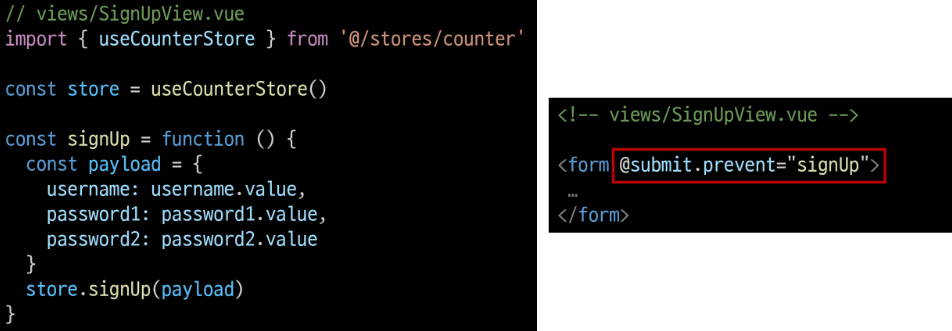 // views/SignUpView.vue
import { useCounterStore } from '@/stores/counter'
const store = useCounterStore()
const signUp = function () {
  const payload = {
    username: username.value,
    password1: password1.value,
    password2: password2.value
  }
  store.signUp(payload)
}
<!-- views/SignUpView.vue -->
<form @submit.prevent="signUp">
 …
</form>